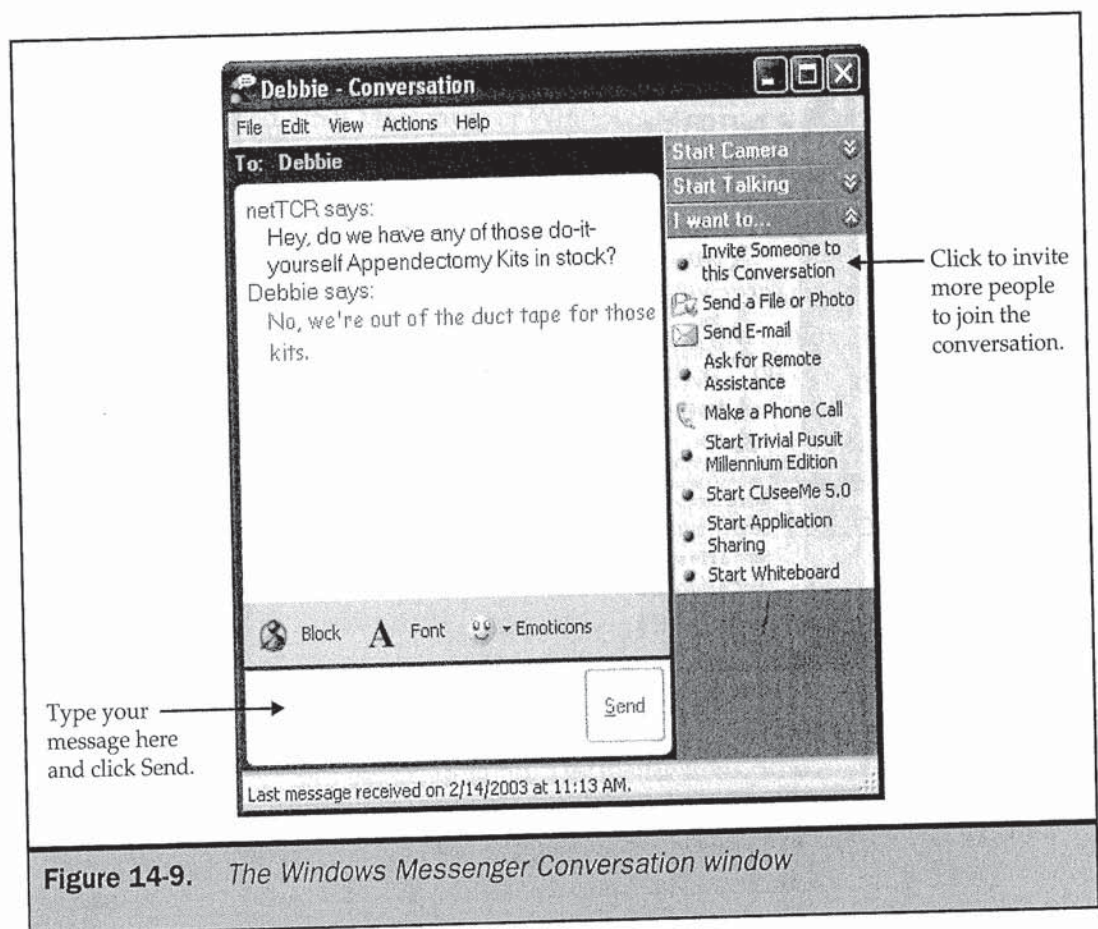 Debbie - Conversation
File Edit View Actions Help
To: Debbie
netTCR says:
Hey, do we have any of those do-it-
yourself Appendectomy Kits in stock?
Debbie says:
No, we're out of the duct tape for those
kits.
Block A Font Emoticons
Send
Last message received on 2/14/2003 at 11:13 AM.
Start Camera
Start Talking
I want to...
Invite Someone to
this Conversation
Send a File or Photo
Send E-mail
Ask for Remote
Assistance
Make a Phone Call
Start Trivial Pusuit
Millennium Edition
Start CUseeMe 5.0
Start Application
Sharing
Start Whiteboard
Click to invite
more people
to join the
conversation.
Type your
message here
and click Send.
Figure 14-9. The Windows Messenger Conversation window